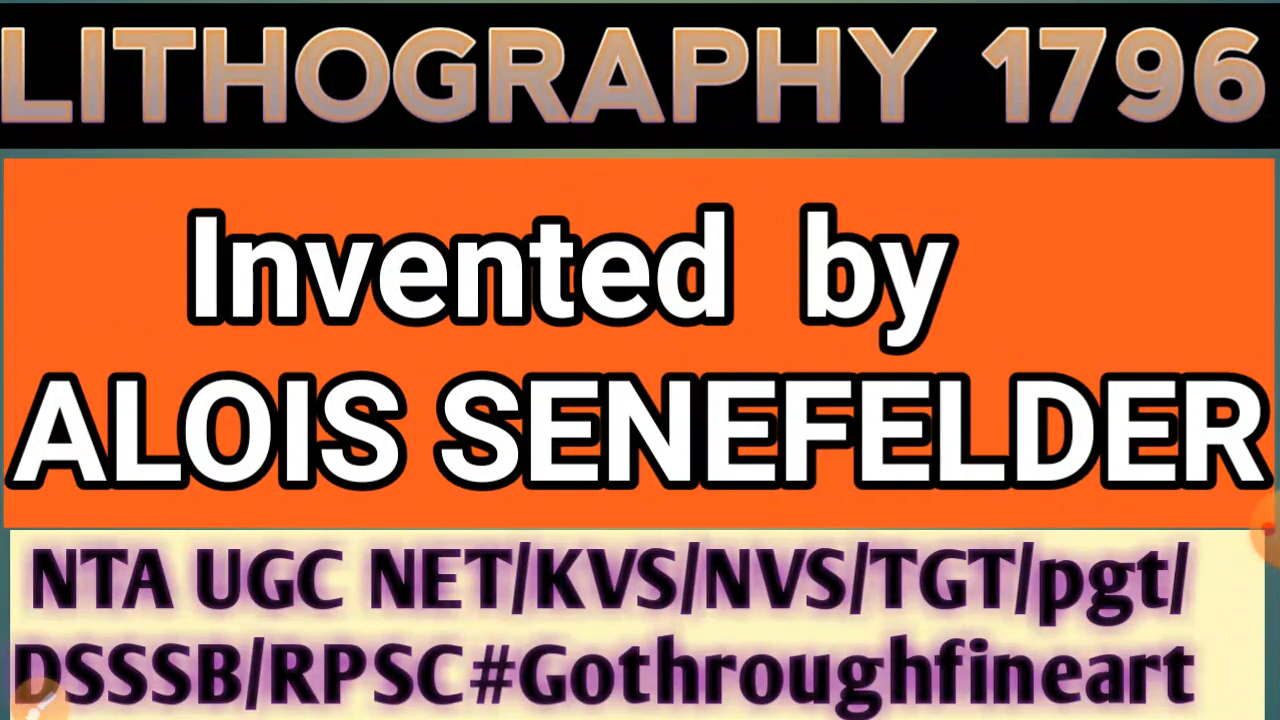 LITHOGRAPHY 1796
Invented by
ALOIS SENEFELDER
NTA UGC NET/KVS/NVS/TGT/pgt/
DSSSB/RPSC#Gothroughfineart